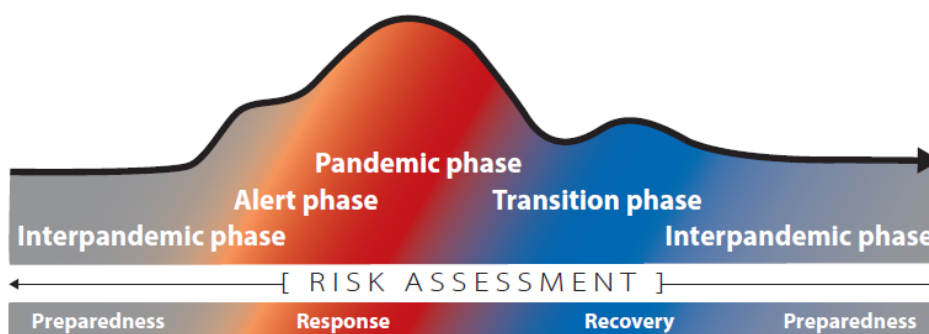 Pandemic phase
Alert phase
Transition phase
Interpandemic phase
Interpandemic phase
[ RISK ASSESSMENT ]
Preparedness
Response
Recovery
Preparedness